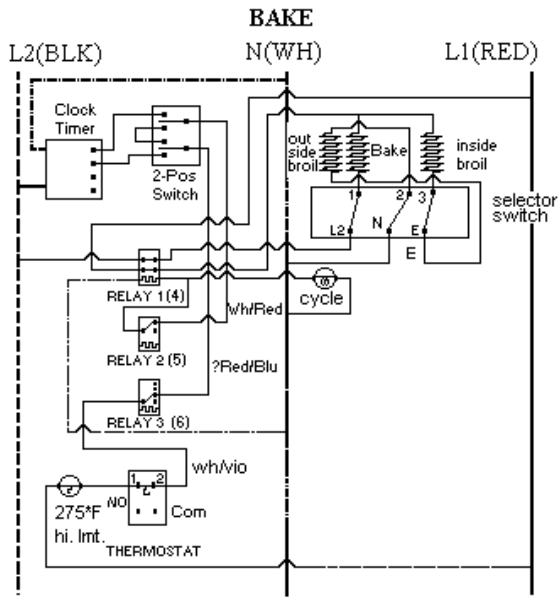 BAKE
L2(BLK) N(WH) L1(RED)
Clock
Timer
2-Pos
Switch
out
side
broil
Bake
inside
broil
1 2 3
L2 N E
selector
switch
E
RELAY 1(4)
cycle
Wh/Red
RELAY 2 (5)
?Red/Blu
RELAY 3 (6)
wh/vio
1 2
NO
Com
275*F
hi. lmt.
THERMOSTAT